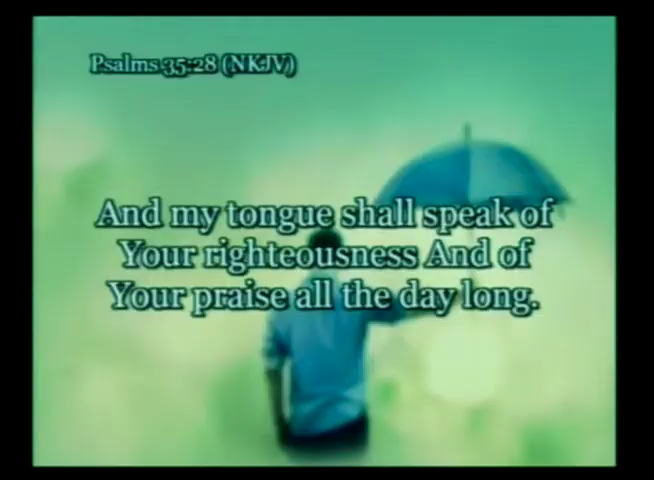 Psalms 35:28 (NKJV)
And my tongue shall speak of
Your righteousness And of
Your praise all the day long.